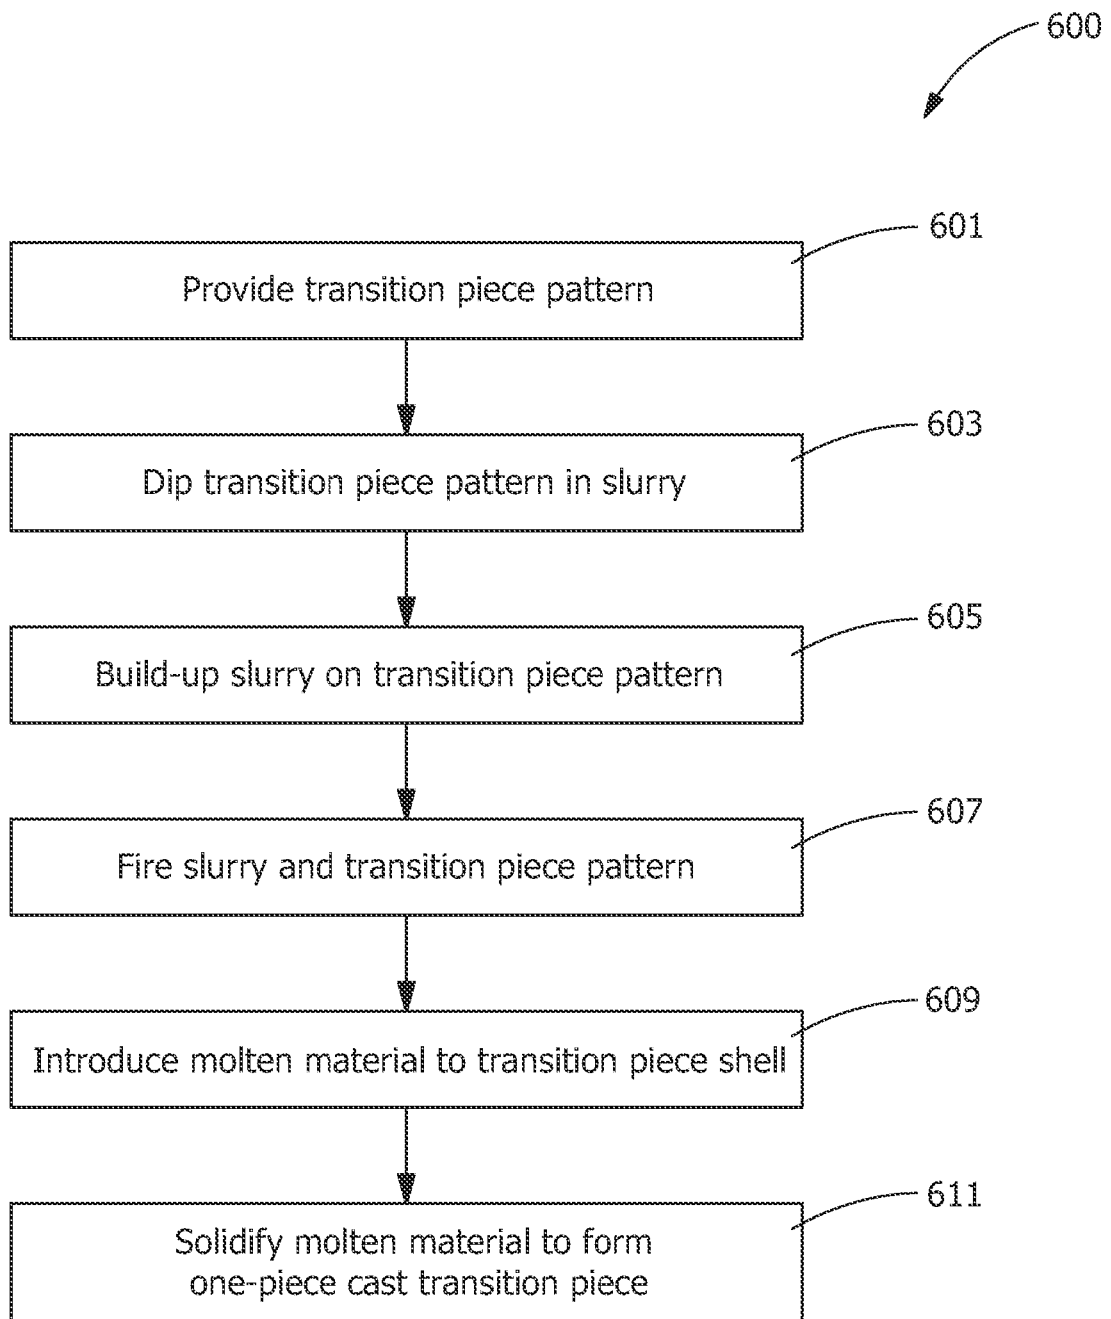 600
601
Provide transition piece pattern
603
Dip transition piece pattern in slurry
605
Build-up slurry on transition piece pattern
607
Fire slurry and transition piece pattern
609
Introduce molten material to transition piece shell
611
Solidify molten material to form
one-piece cast transition piece